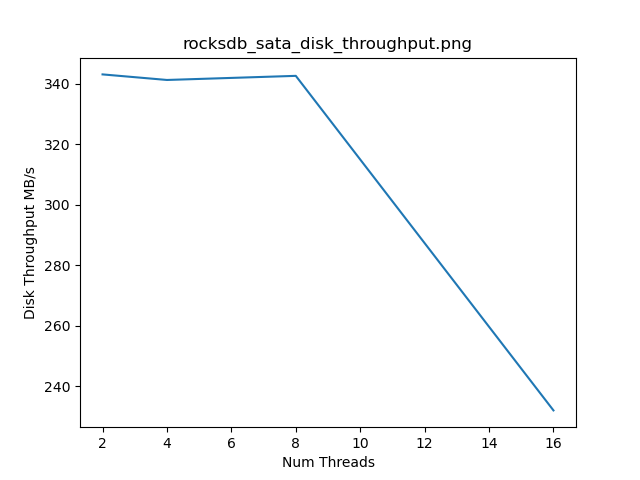 rocksdb_sata_disk_throughput.png
340
320
300
280
260
240
Disk Throughput MB/s
2 4 6 8 10 12 14 16
Num Threads